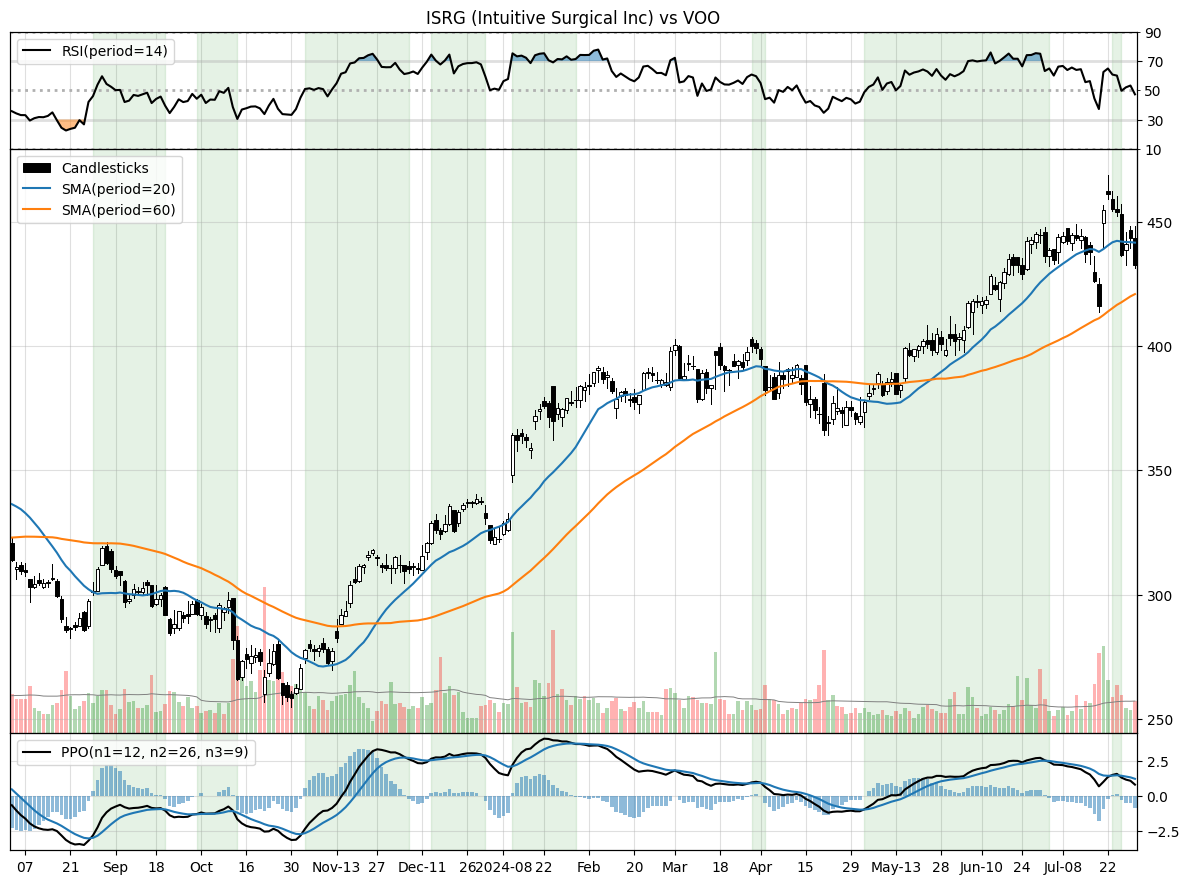 ISRG (Intuitive Surgical Inc) vs VOO
RSI(period=14)
90
70
50
30
10
Candlesticks
SMA(period=20)
SMA(period=60)
450
400
350
300
250
PPO(n1=12, n2=26, n3=9)
2.5
0.0
−2.5
07 21 Sep 18 Oct 16 30 Nov-13 27 Dec-11 26 2024-08 22 Feb 20 Mar 18 Apr 15 29 May-13 28 Jun-10 24 Jul-08 22